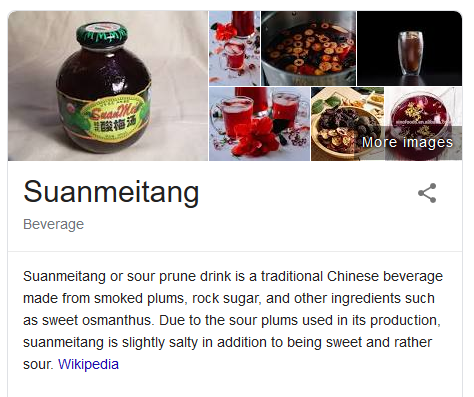 SuanMei
酸梅汤
More images
Suanmeitang
Beverage
Suanmeitang or sour prune drink is a traditional Chinese beverage
made from smoked plums, rock sugar, and other ingredients such
as sweet osmanthus. Due to the sour plums used in its production,
suanmeitang is slightly salty in addition to being sweet and rather
sour. Wikipedia